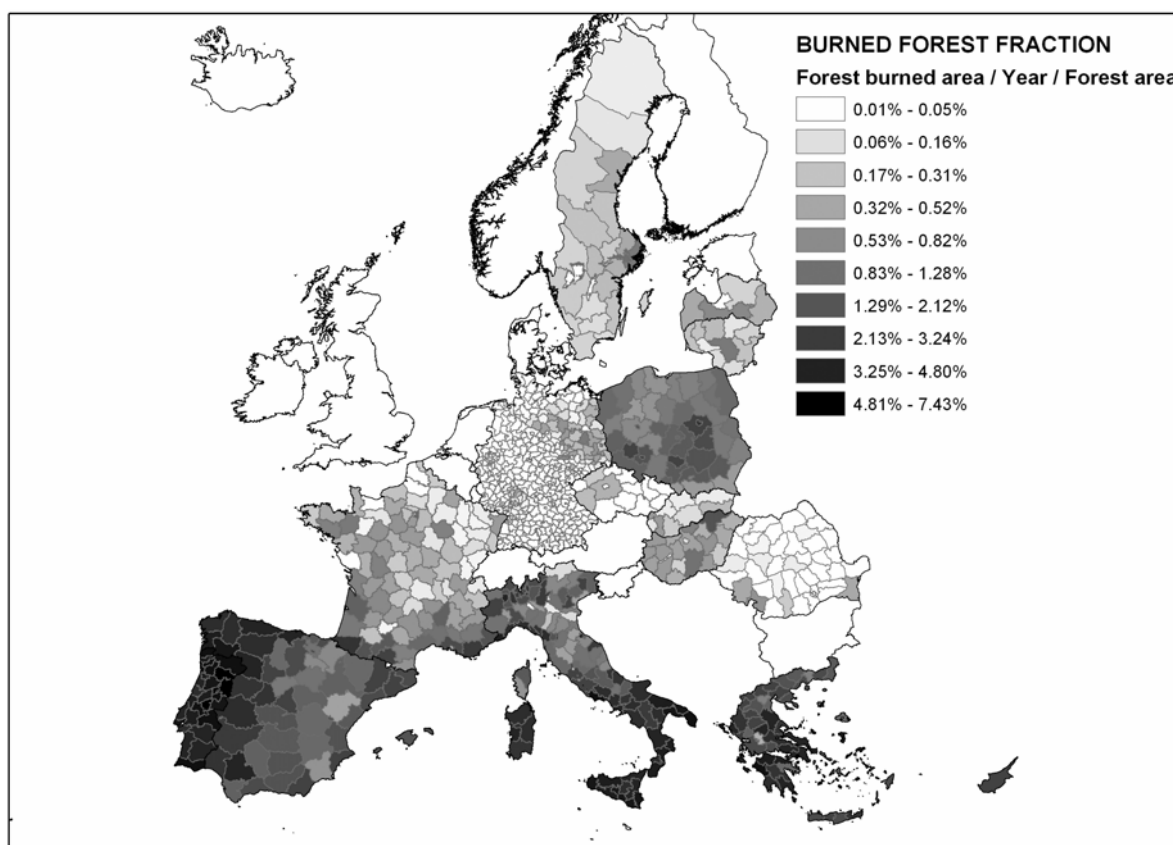 BURNED FOREST FRACTION
Forest burned area / Year / Forest area
0.01% - 0.05%
0.06% - 0.16%
0.17% - 0.31%
0.32% - 0.52%
0.53% - 0.82%
0.83% - 1.28%
1.29% - 2.12%
2.13% - 3.24%
3.25% - 4.80%
4.81% - 7.43%